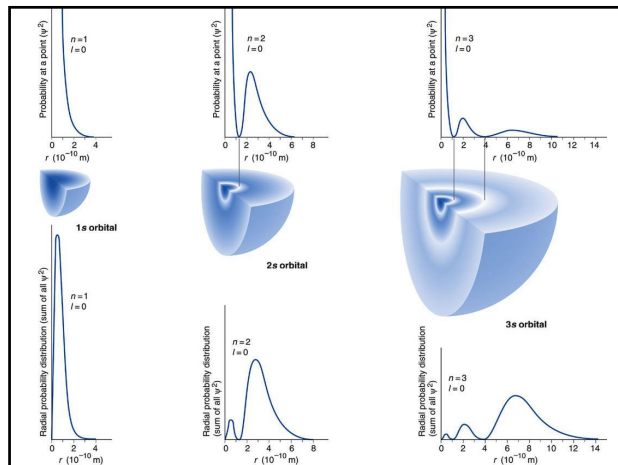 Probability at a point (ψ²)
n = 1
l = 0
0 2 4
r (10⁻¹⁰ m)
Probability at a point (ψ²)
n = 2
l = 0
0 2 4 6 8
r (10⁻¹⁰ m)
Probability at a point (ψ²)
n = 3
l = 0
0 2 4 6 8 10 12 14
r (10⁻¹⁰ m)
1s orbital
2s orbital
3s orbital
Radial probability distribution (sum of all ψ²)
n = 1
l = 0
0 2 4
r (10⁻¹⁰ m)
Radial probability distribution
(sum of all ψ²)
n = 2
l = 0
0 2 4 6 8
r (10⁻¹⁰ m)
Radial probability distribution
(sum of all ψ²)
n = 3
l = 0
0 2 4 6 8 10 12 14
r (10⁻¹⁰ m)